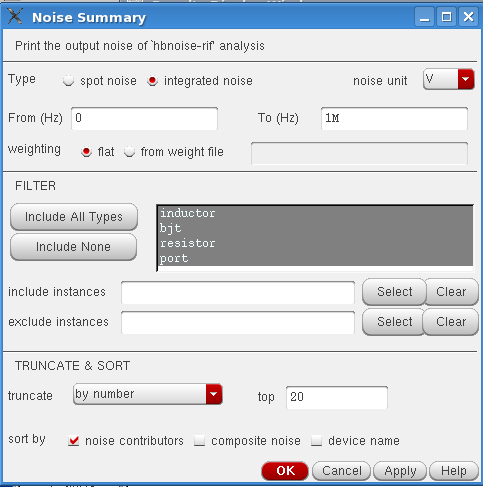 Noise Summary
Print the output noise of `hbnoise-rif' analysis
Type spot noise integrated noise noise unit V
From (Hz) 0 To (Hz) 1M
weighting flat from weight file
FILTER
Include All Types
Include None
inductor
bjt
resistor
port
include instances Select Clear
exclude instances Select Clear
TRUNCATE & SORT
truncate by number top 20
sort by noise contributors composite noise device name
OK Cancel Apply Help